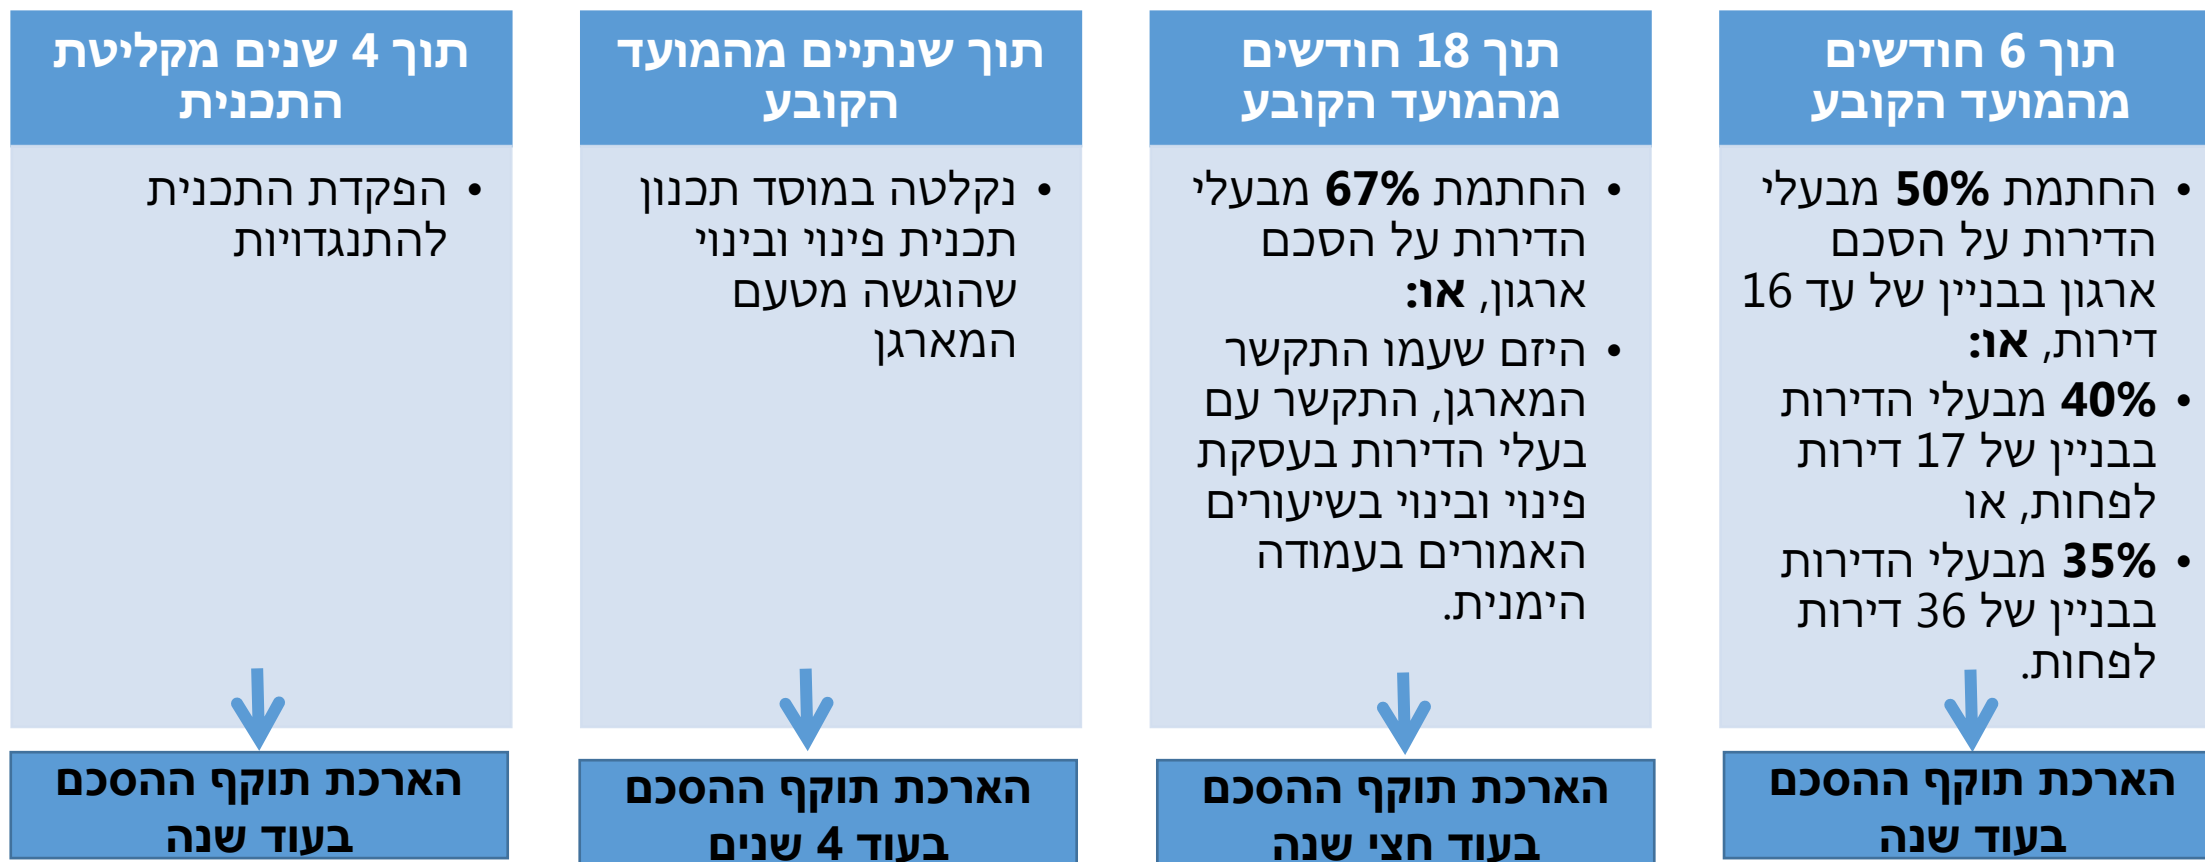 תוך 6 חודשים
מהמועד הקובע
• החתמת 50% מבעלי
הדירות על הסכם
ארגון בבניין של עד 16
דירות, או:
• 40% מבעלי הדירות
בבניין של 17 דירות
לפחות, או
• 35% מבעלי הדירות
בבניין של 36 דירות
לפחות.
הארכת תוקף ההסכם
בעוד שנה
תוך 18 חודשים
מהמועד הקובע
• החתמת 67% מבעלי
הדירות על הסכם
ארגון, או:
• היזם שעמו התקשר
המארגן, התקשר עם
בעלי הדירות בעסקת
פינוי ובינוי בשיעורים
האמורים בעמודה
הימנית.
הארכת תוקף ההסכם
בעוד חצי שנה
תוך שנתיים מהמועד
הקובע
• נקלטה במוסד תכנון
תכנית פינוי ובינוי
שהוגשה מטעם
המארגן
הארכת תוקף ההסכם
בעוד 4 שנים
תוך 4 שנים מקליטת
התכנית
• הפקדת התכנית
להתנגדויות
הארכת תוקף ההסכם
בעוד שנה